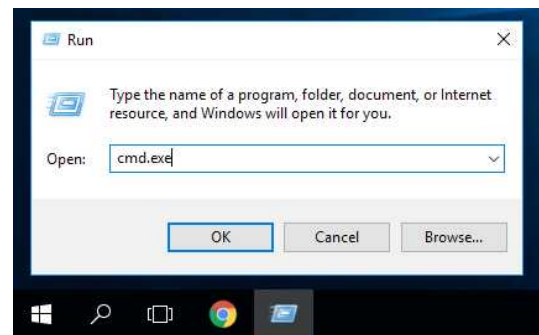 Run
Type the name of a program, folder, document, or Internet
resource, and Windows will open it for you.
Open: cmd.exe
OK Cancel Browse...